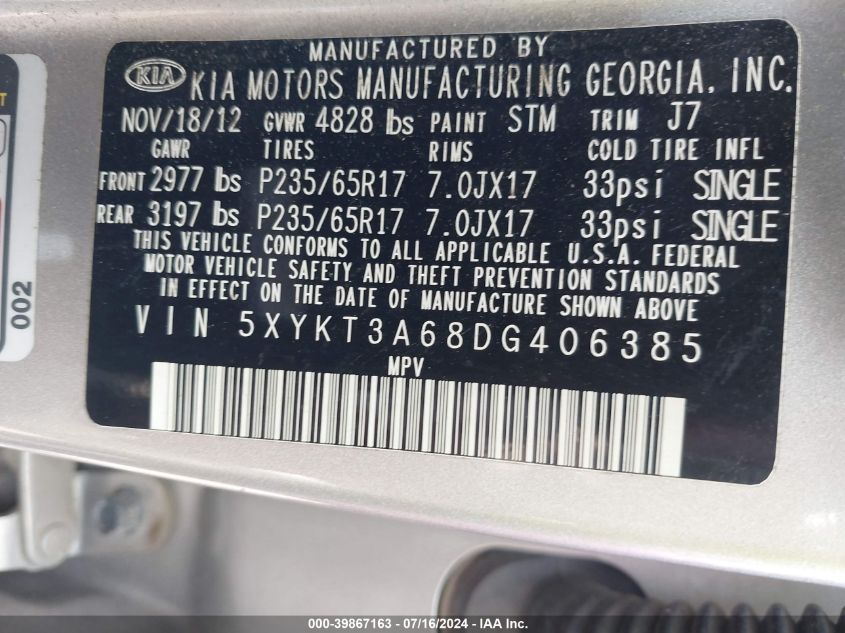 MANUFACTURED BY
KIA KIA MOTORS MANUFACTURING GEORGIA, INC.
NOV/18/12 GVWR 4828 lbs PAINT STM TRIM J7
GAWR TIRES RIMS COLD TIRE INFL
FRONT 2977 lbs P235/65R17 7.0JX17 33psi SINGLE
REAR 3197 lbs P235/65R17 7.0JX17 33psi SINGLE
THIS VEHICLE CONFORMS TO ALL APPLICABLE U.S.A. FEDERAL
MOTOR VEHICLE SAFETY AND THEFT PREVENTION STANDARDS
IN EFFECT ON THE DATE OF MANUFACTURE SHOWN ABOVE
VIN 5XYKT3A68DG406385
MPV
002
000-39867163 / 07/16/2024 - IAA Inc.